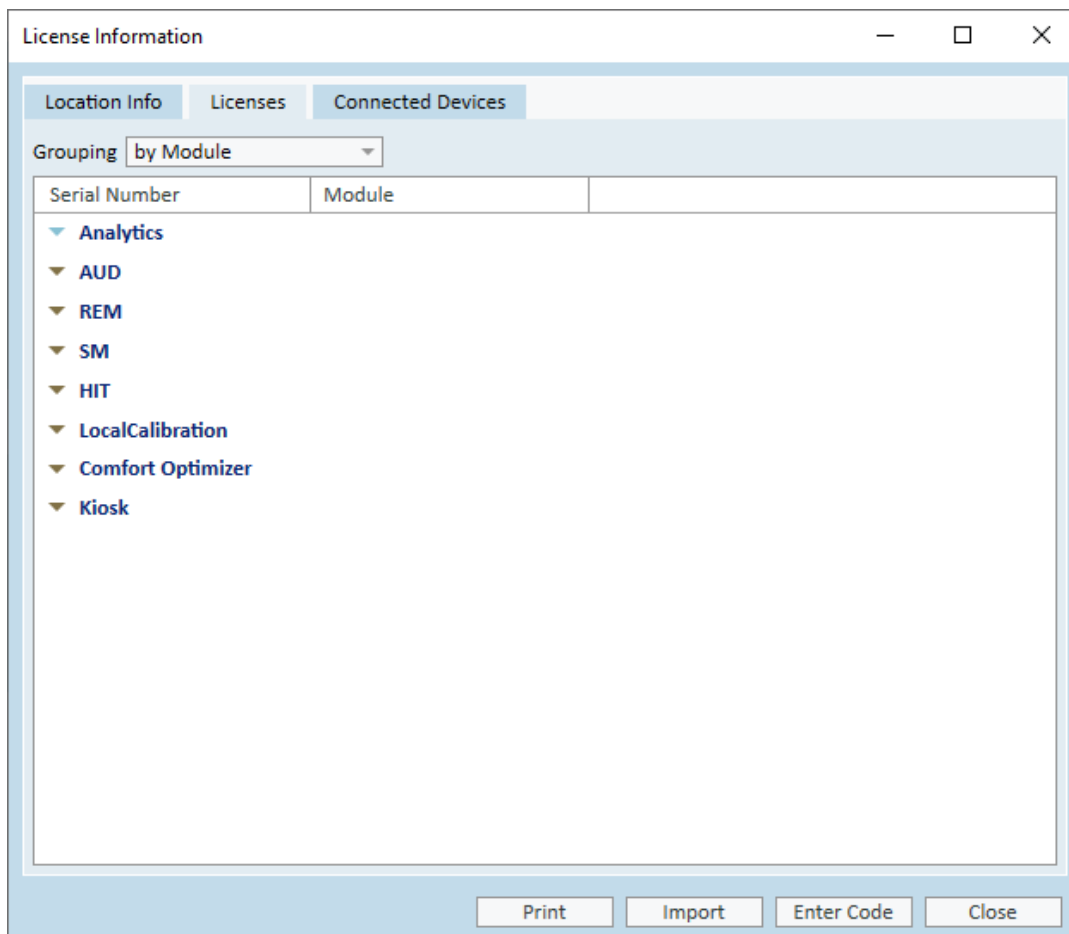 License Information
Location Info Licenses Connected Devices
Grouping by Module
Serial Number Module
Analytics
AUD
REM
SM
HIT
LocalCalibration
Comfort Optimizer
Kiosk
Print Import Enter Code Close